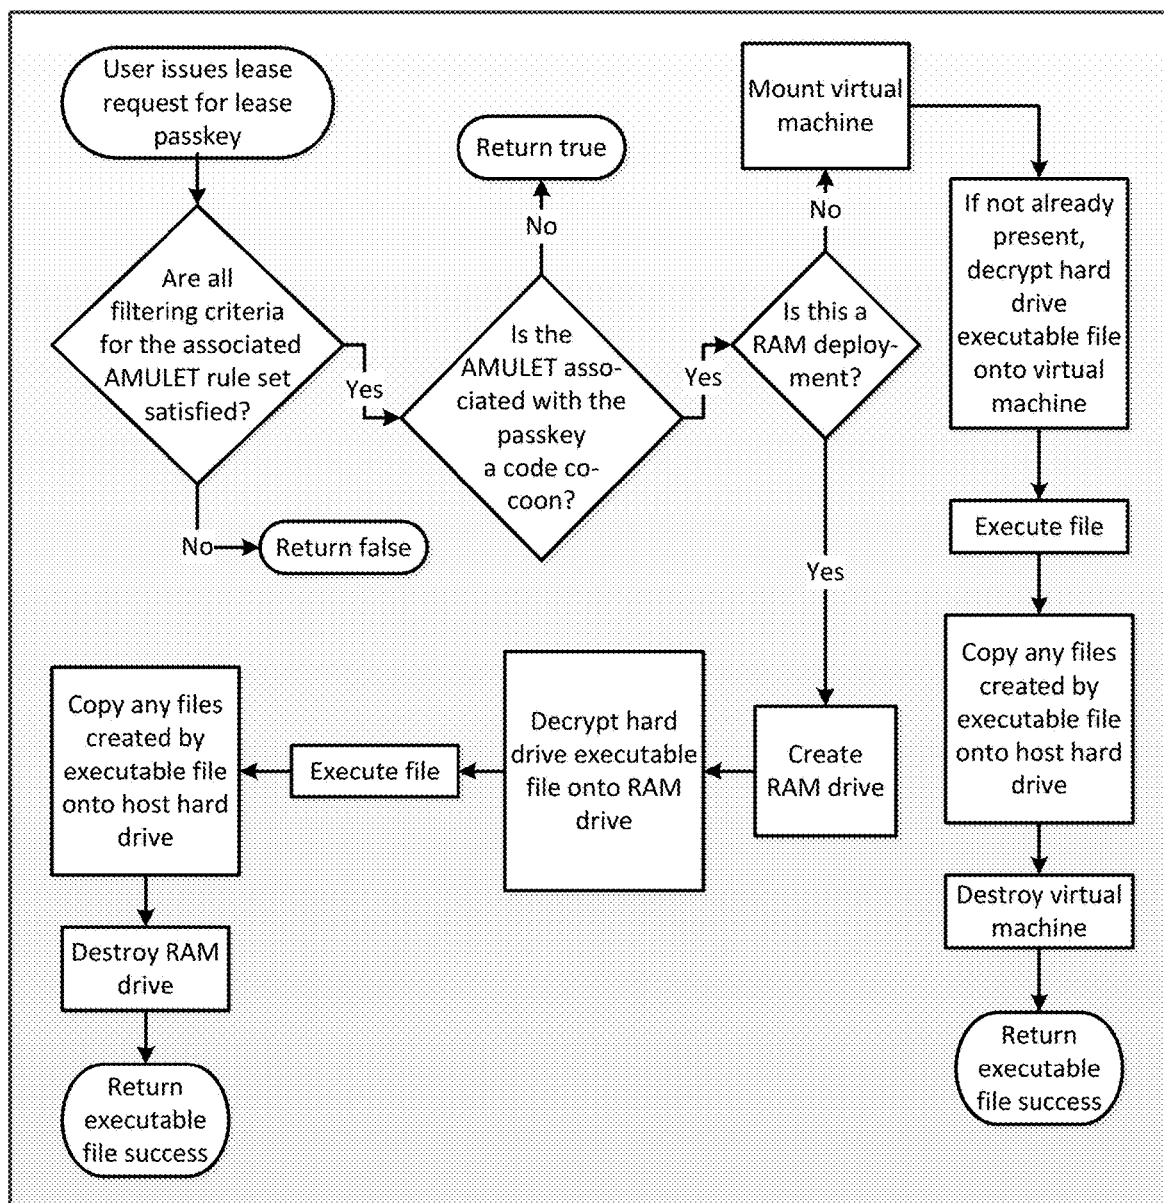 User issues lease
request for lease
passkey
Are all
filtering criteria
for the associated
AMULET rule set
satisfied?
Yes
No
Return false
Return true
No
Is the
AMULET asso-
ciated with the
passkey
a code co-
coon?
Yes
Mount virtual
machine
No
Is this a
RAM deploy-
ment?
Yes
If not already
present,
decrypt hard
drive
executable file
onto virtual
machine
Execute file
Copy any files
created by
executable file
onto host hard
drive
Destroy virtual
machine
Return
executable
file success
Create
RAM drive
Decrypt hard
drive executable
file onto RAM
drive
Execute file
Copy any files
created by
executable file
onto host hard
drive
Destroy RAM
drive
Return
executable
file success